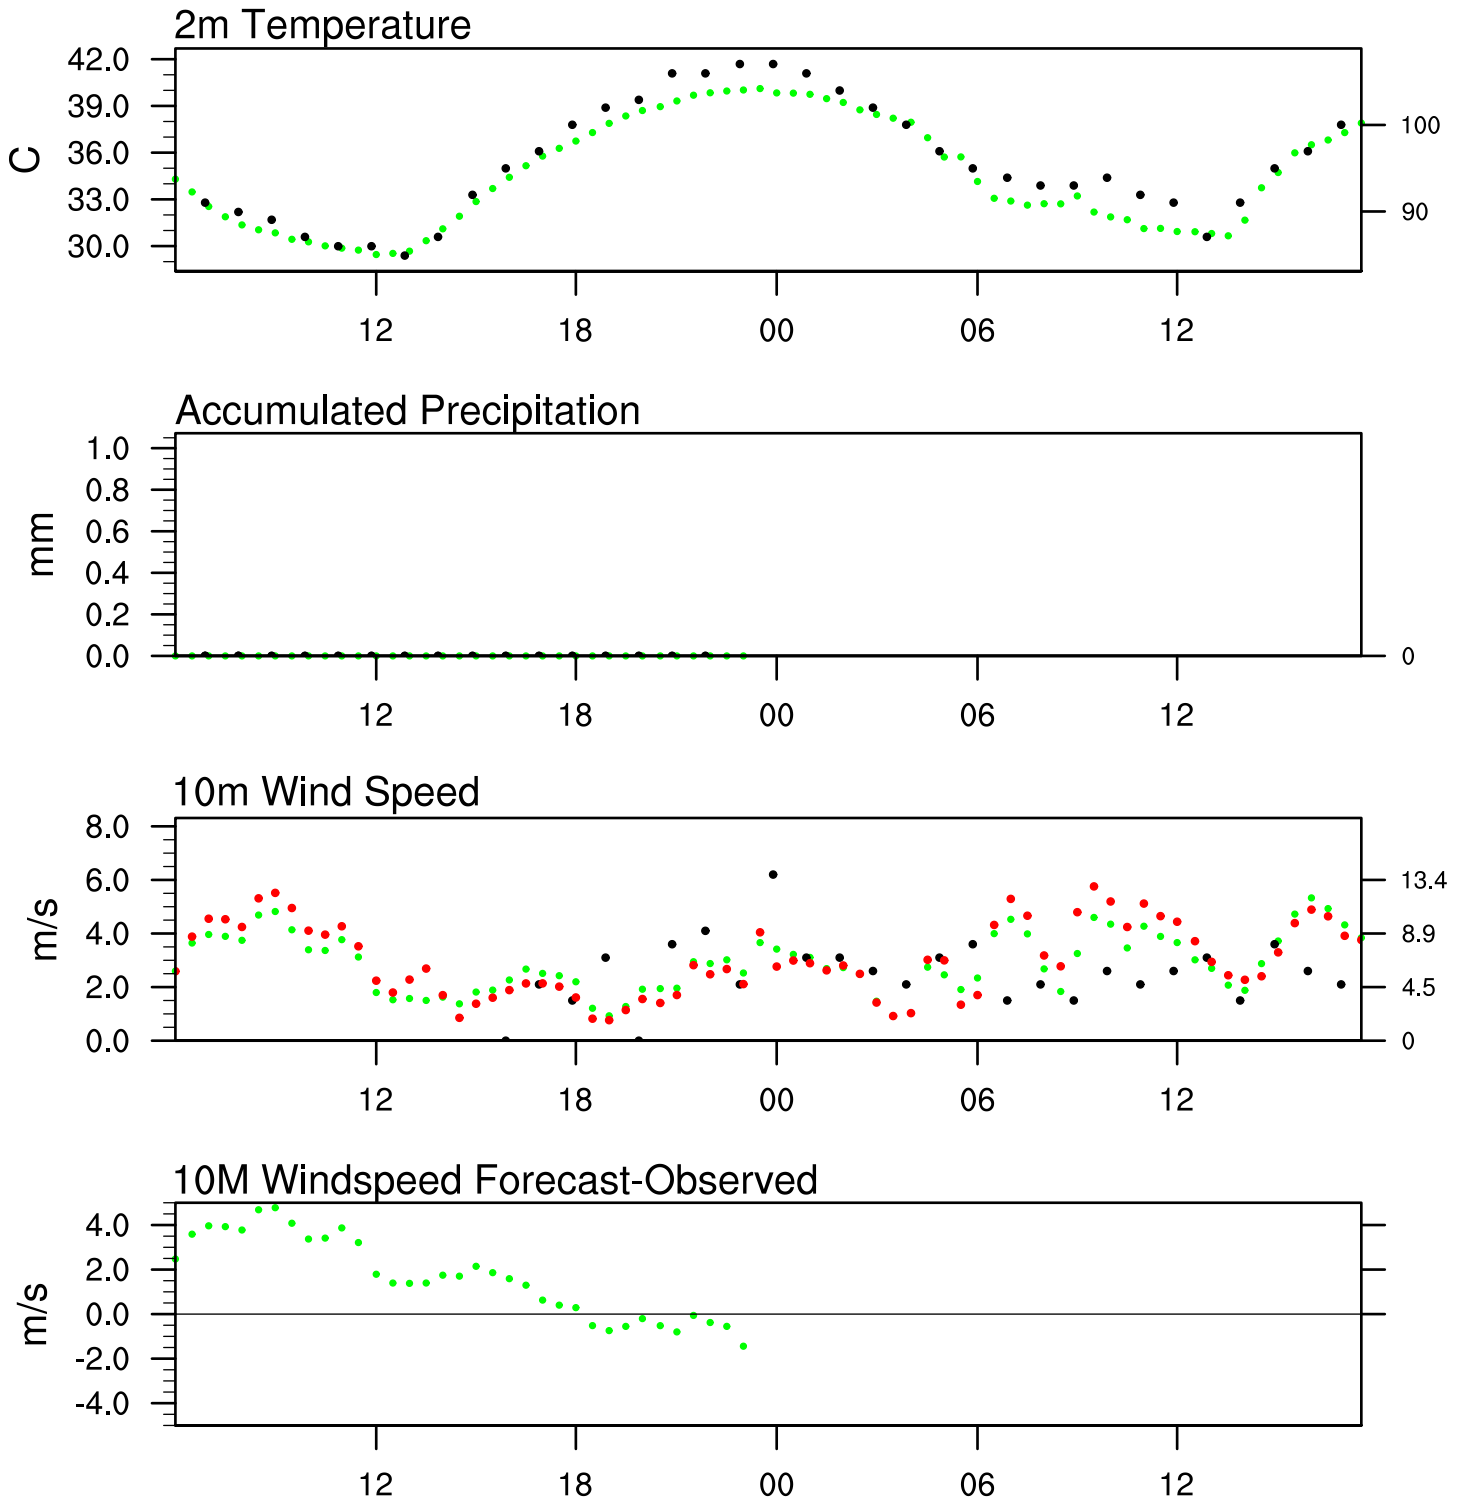 2m Temperature
42.0
39.0
36.0
33.0
30.0
C
100
90
12 18 00 06 12
Accumulated Precipitation
1.0
0.8
0.6
0.4
0.2
0.0
mm
0
12 18 00 06 12
10m Wind Speed
8.0
6.0
4.0
2.0
0.0
m/s
13.4
8.9
4.5
0
12 18 00 06 12
10M Windspeed Forecast-Observed
4.0
2.0
0.0
-2.0
-4.0
m/s
12 18 00 06 12